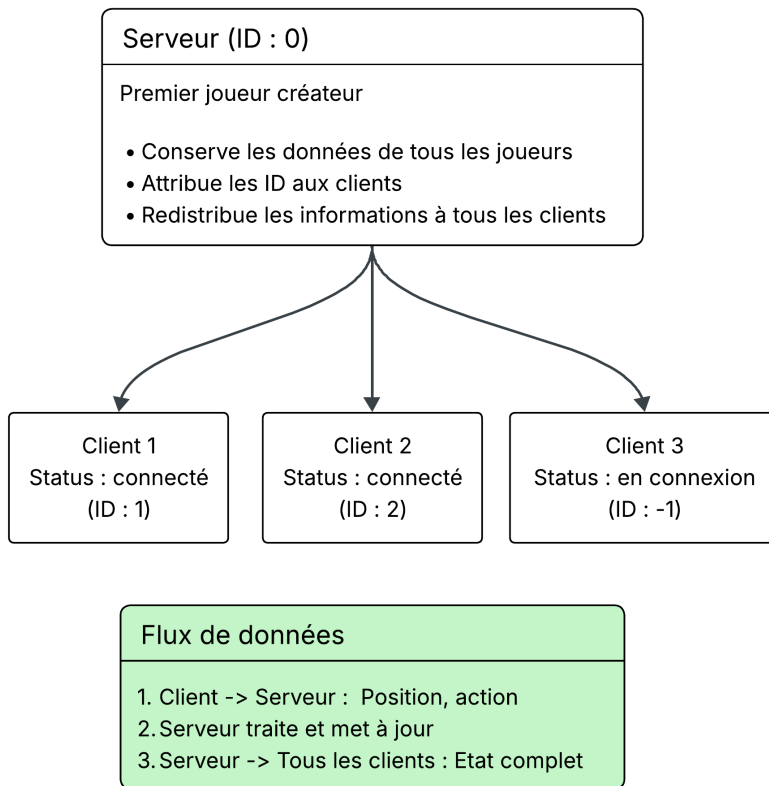 Serveur (ID : 0)
Premier joueur créateur
• Conserve les données de tous les joueurs
• Attribue les ID aux clients
• Redistribue les informations à tous les clients
Client 1
Status : connecté
(ID : 1)
Client 2
Status : connecté
(ID : 2)
Client 3
Status : en connexion
(ID : -1)
Flux de données
1. Client -> Serveur : Position, action
2. Serveur traite et met à jour
3. Serveur -> Tous les clients : Etat complet